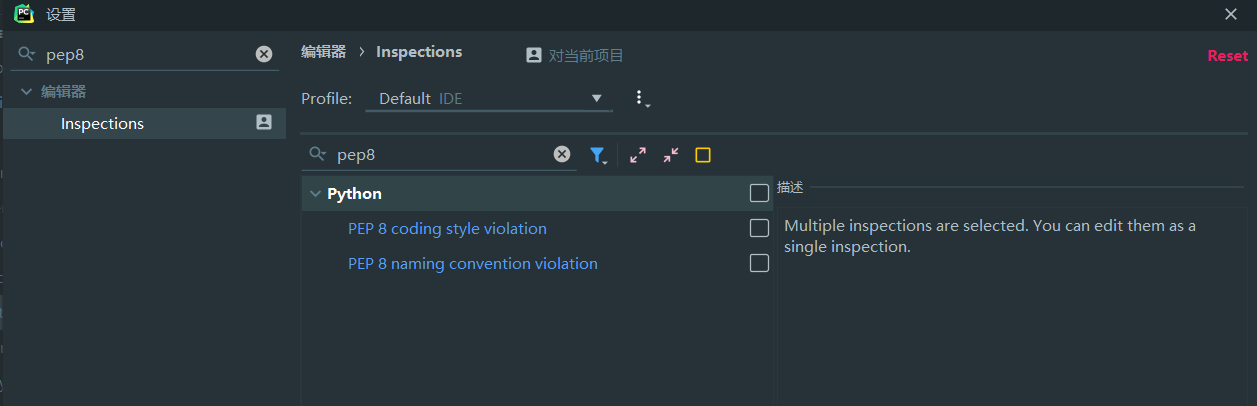 PC
设置
pep8
编辑器
Inspections
编辑器 › Inspections
对当前项目
Reset
Profile: Default IDE
pep8
Python
PEP 8 coding style violation
PEP 8 naming convention violation
描述
Multiple inspections are selected. You can edit them as a
single inspection.